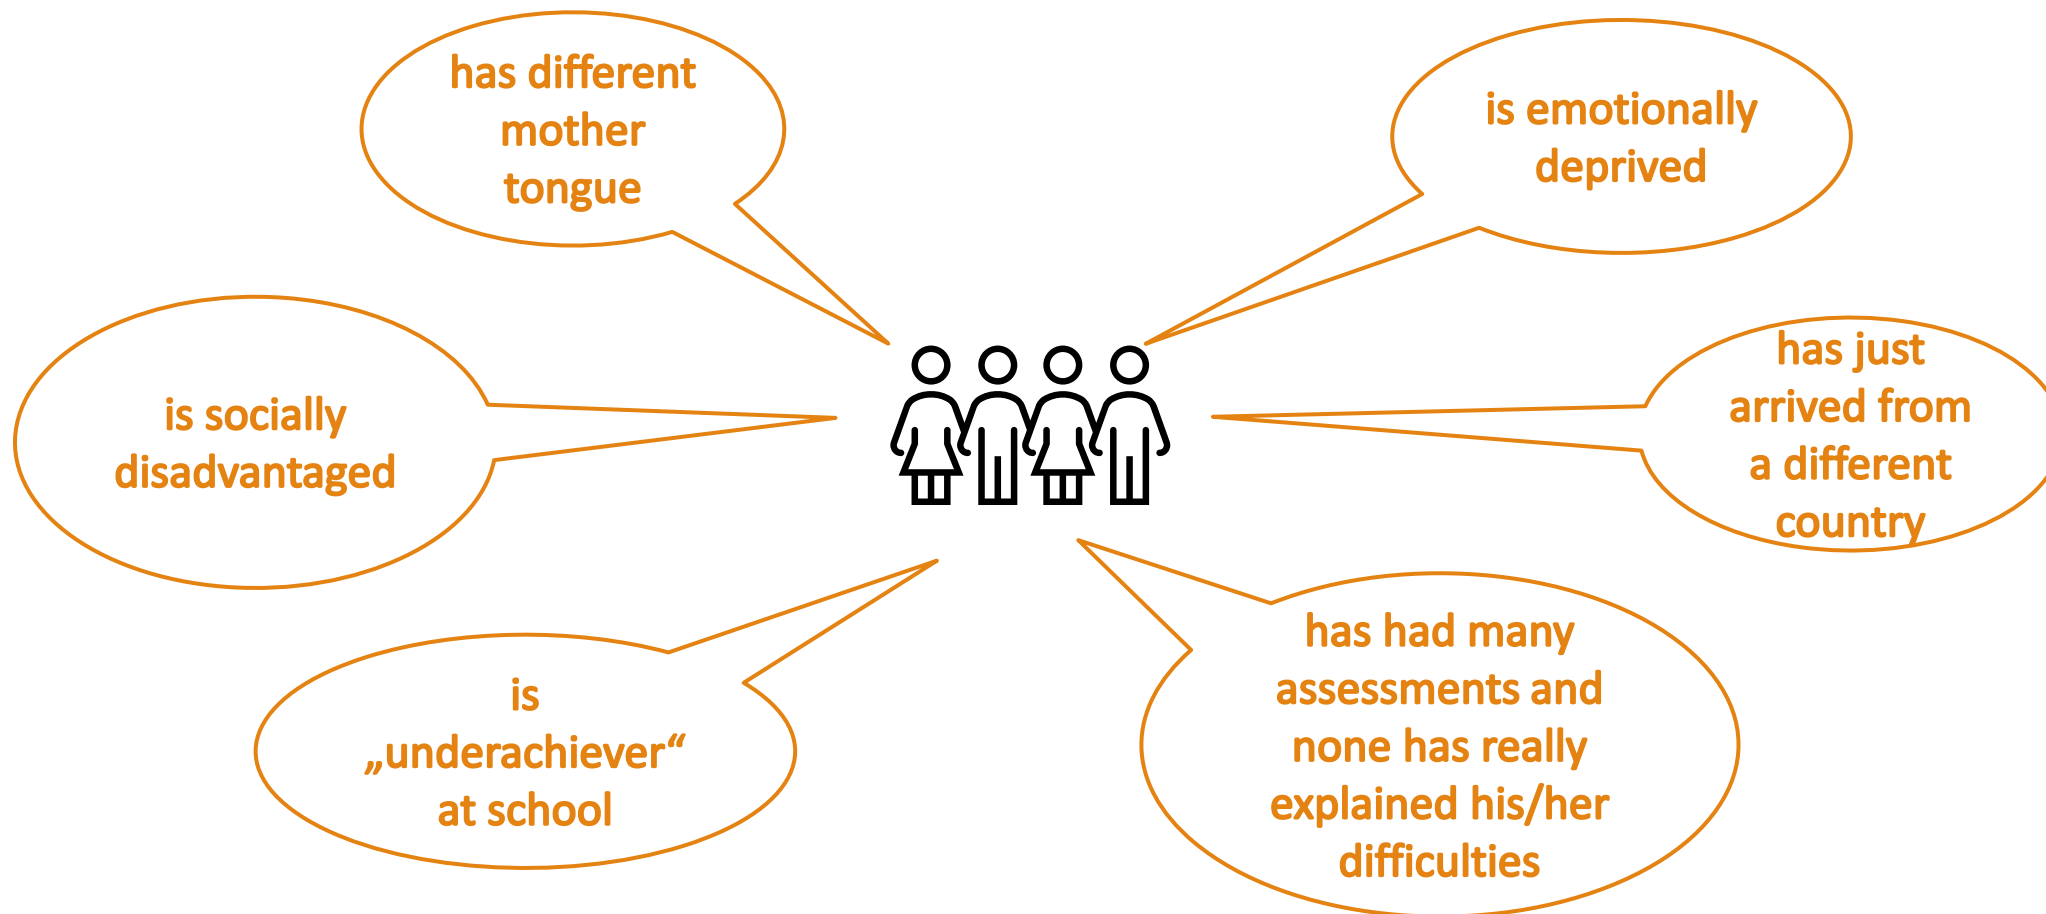 has different
mother
tongue
is emotionally
deprived
is socially
disadvantaged
has just
arrived from
a different
country
is
„underachiever“
at school
has had many
assessments and
none has really
explained his/her
difficulties